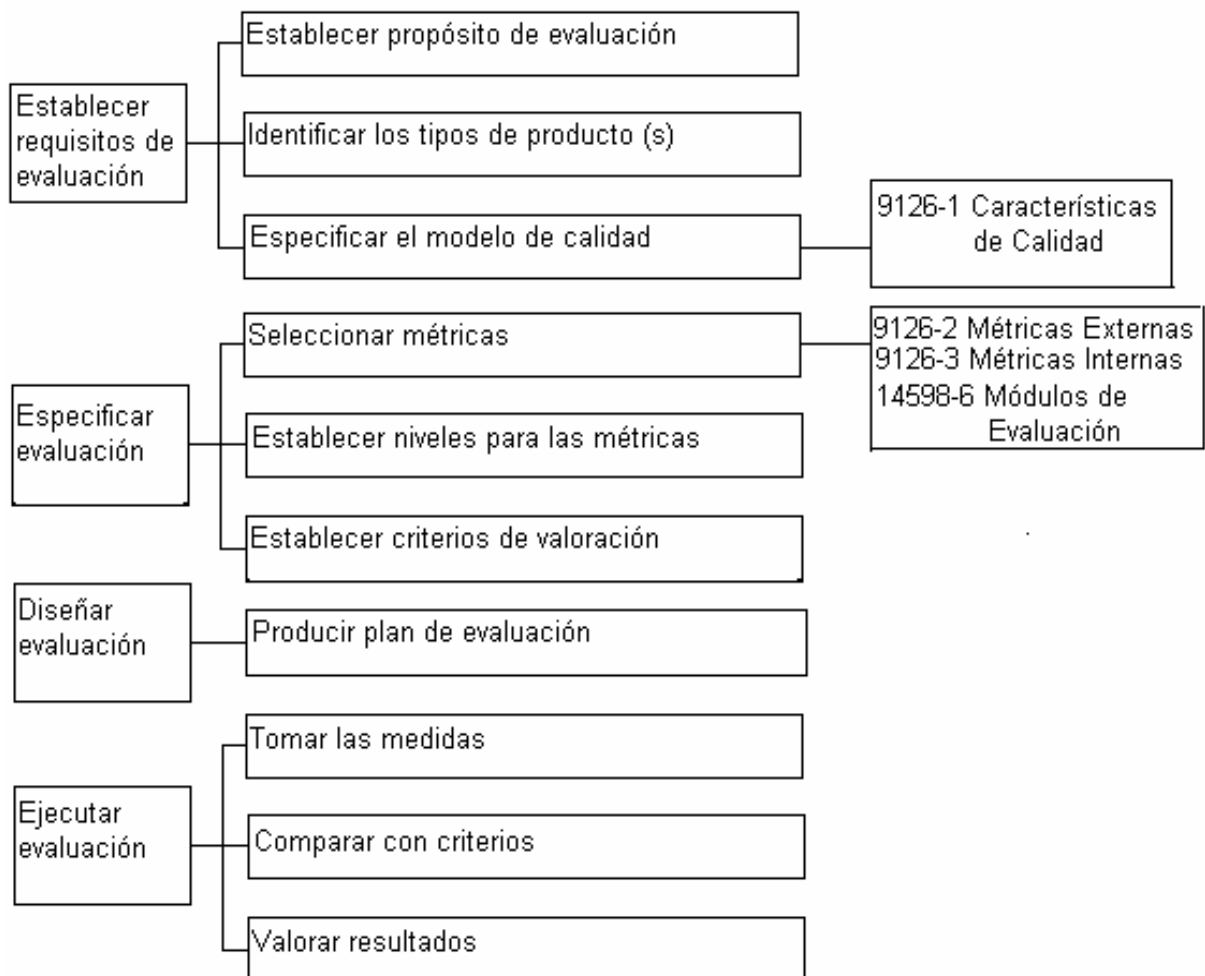 Establecer propósito de evaluación
Establecer
requisitos de
evaluación
Identificar los tipos de producto (s)
Especificar el modelo de calidad
9126-1 Características
de Calidad
Seleccionar métricas
9126-2 Métricas Externas
9126-3 Métricas Internas
14598-6 Módulos de
Evaluación
Especificar
evaluación
Establecer niveles para las métricas
Establecer criterios de valoración
Diseñar
evaluación
Producir plan de evaluación
Tomar las medidas
Ejecutar
evaluación
Comparar con criterios
Valorar resultados